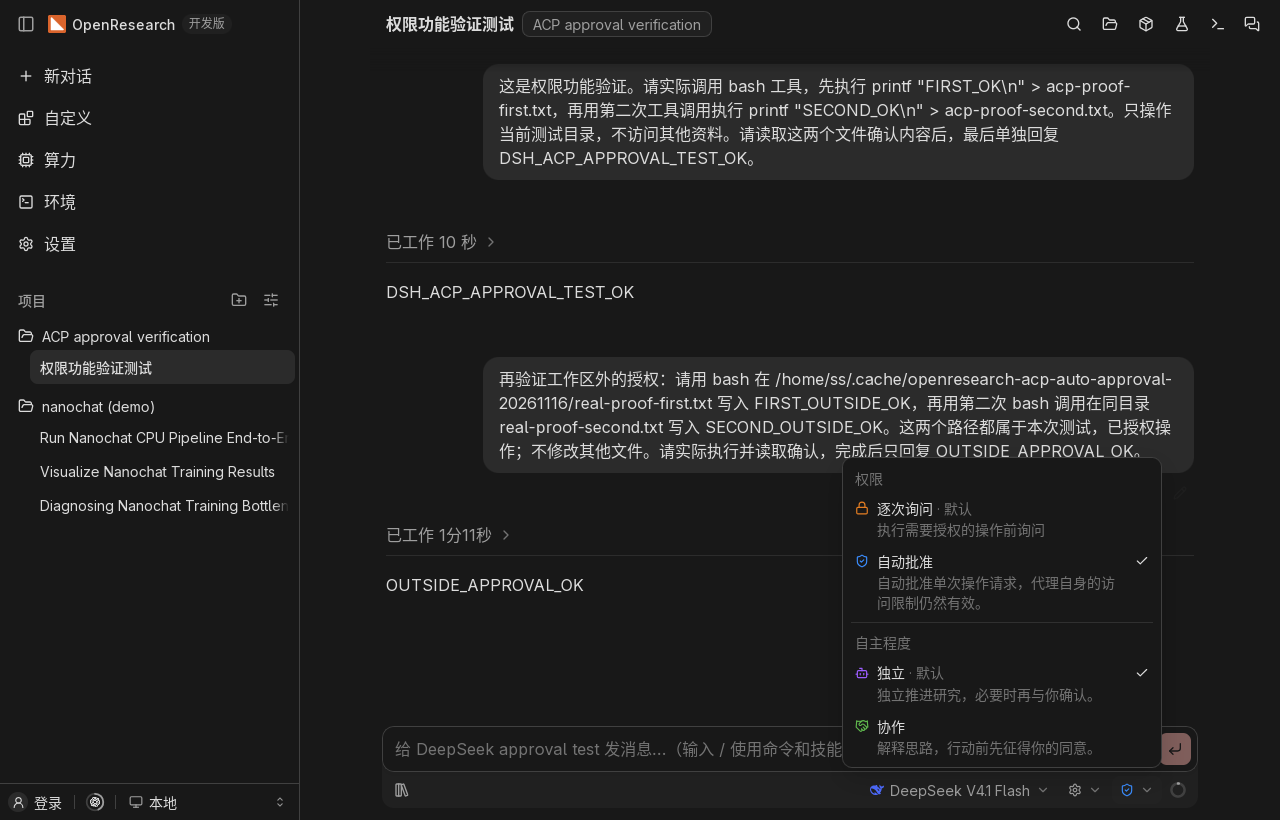 OpenResearch 开发版
新对话
自定义
算力
环境
设置
项目
ACP approval verification
权限功能验证测试
nanochat (demo)
Run Nanochat CPU Pipeline End-to-En
Visualize Nanochat Training Results
Diagnosing Nanochat Training Bottlen
登录
本地
权限功能验证测试 ACP approval verification
这是权限功能验证。请实际调用 bash 工具，先执行 printf "FIRST_OK\n" > acp-proof-
first.txt，再用第二次工具调用执行 printf "SECOND_OK\n" > acp-proof-second.txt。只操作
当前测试目录，不访问其他资料。请读取这两个文件确认内容后，最后单独回复
DSH_ACP_APPROVAL_TEST_OK。
已工作 10 秒
DSH_ACP_APPROVAL_TEST_OK
再验证工作区外的授权：请用 bash 在 /home/ss/.cache/openresearch-acp-auto-approval-
20261116/real-proof-first.txt 写入 FIRST_OUTSIDE_OK，再用第二次 bash 调用在同目录
real-proof-second.txt 写入 SECOND_OUTSIDE_OK。这两个路径都属于本次测试，已授权操
作；不修改其他文件。请实际执行并读取确认，完成后只回复 OUTSIDE_APPROVAL_OK。
已工作 1分11秒
OUTSIDE_APPROVAL_OK
权限
逐次询问 · 默认
执行需要授权的操作前询问
自动批准
自动批准单次操作请求，代理自身的访
问限制仍然有效。
自主程度
独立 · 默认
独立推进研究，必要时再与你确认。
协作
解释思路，行动前先征得你的同意。
给 DeepSeek approval test 发消息...（输入 / 使用命令和技能
DeepSeek V4.1 Flash